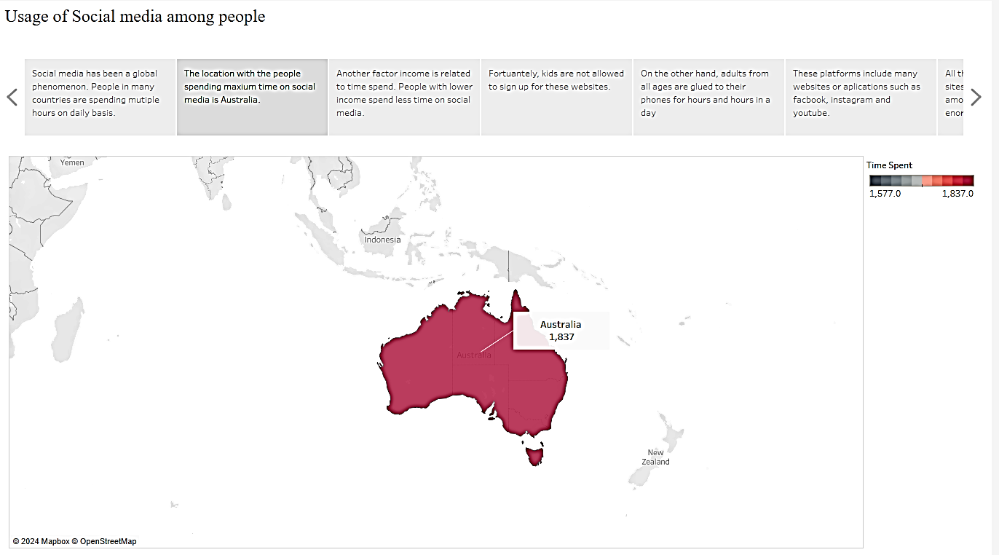 Usage of Social media among people
Social media has been a global
phenomenon. People in many
countries are spending mutiple
hours on daily basis.
The location with the people
spending maxium time on social
media is Australia.
Another factor income is related
to time spend. People with lower
income spend less time on social
media.
Fortuantely, kids are not allowed
to sign up for these websites.
On the other hand, adults from
all ages are glued to their
phones for hours and hours in a
day
These platforms include many
websites or aplications such as
facbook, instagram and
youtube.
All
sites
Time Spent
1,577.0 1,837.0
Yemen
Indonesia
Australia
1,837
Australia
New
Zealand
© 2024 Mapbox © OpenStreetMap